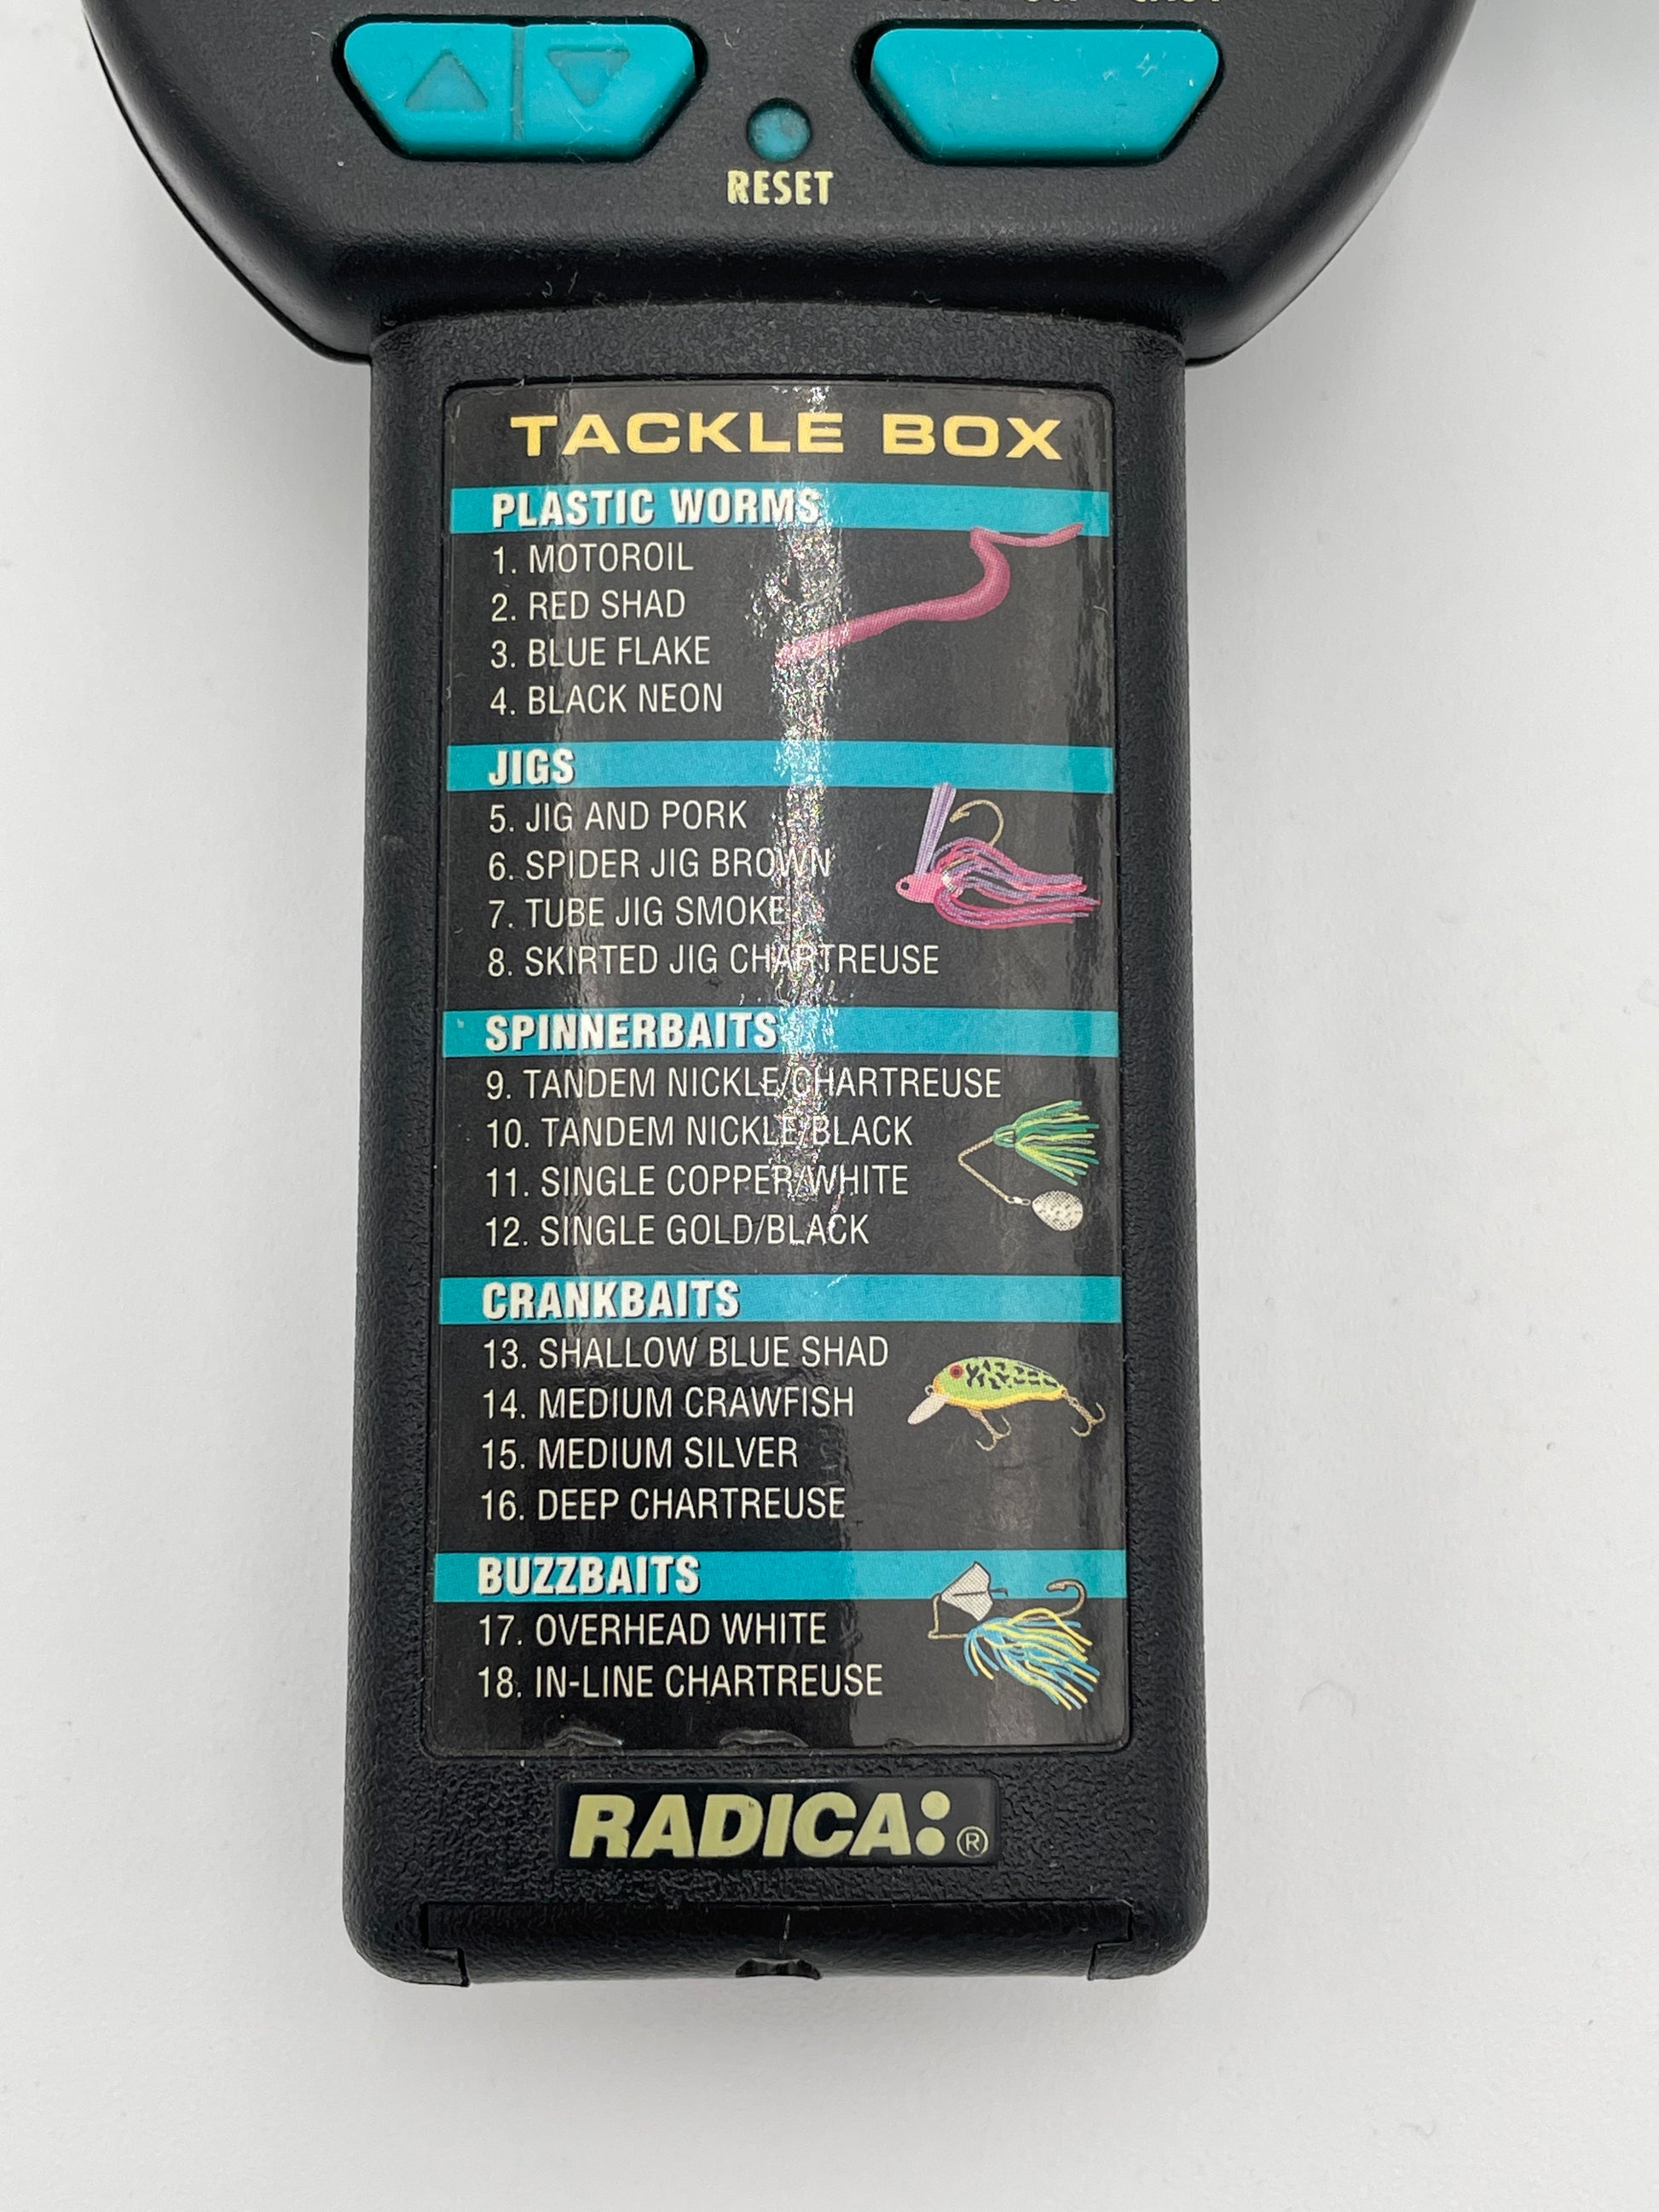 RESET
TACKLE BOX
PLASTIC WORMS
1. MOTOROIL
2. RED SHAD
3. BLUE FLAKE
4. BLACK NEON
JIGS
5. JIG AND PORK
6. SPIDER JIG BROWN
7. TUBE JIG SMOKE
8. SKIRTED JIG CHARTREUSE
SPINNERBAITS
9. TANDEM NICKLE/CHARTREUSE
10. TANDEM NICKLE/BLACK
11. SINGLE COPPER/WHITE
12. SINGLE GOLD/BLACK
CRANKBAITS
13. SHALLOW BLUE SHAD
14. MEDIUM CRAWFISH
15. MEDIUM SILVER
16. DEEP CHARTREUSE
BUZZBAITS
17. OVERHEAD WHITE
18. IN-LINE CHARTREUSE
RADICA:®